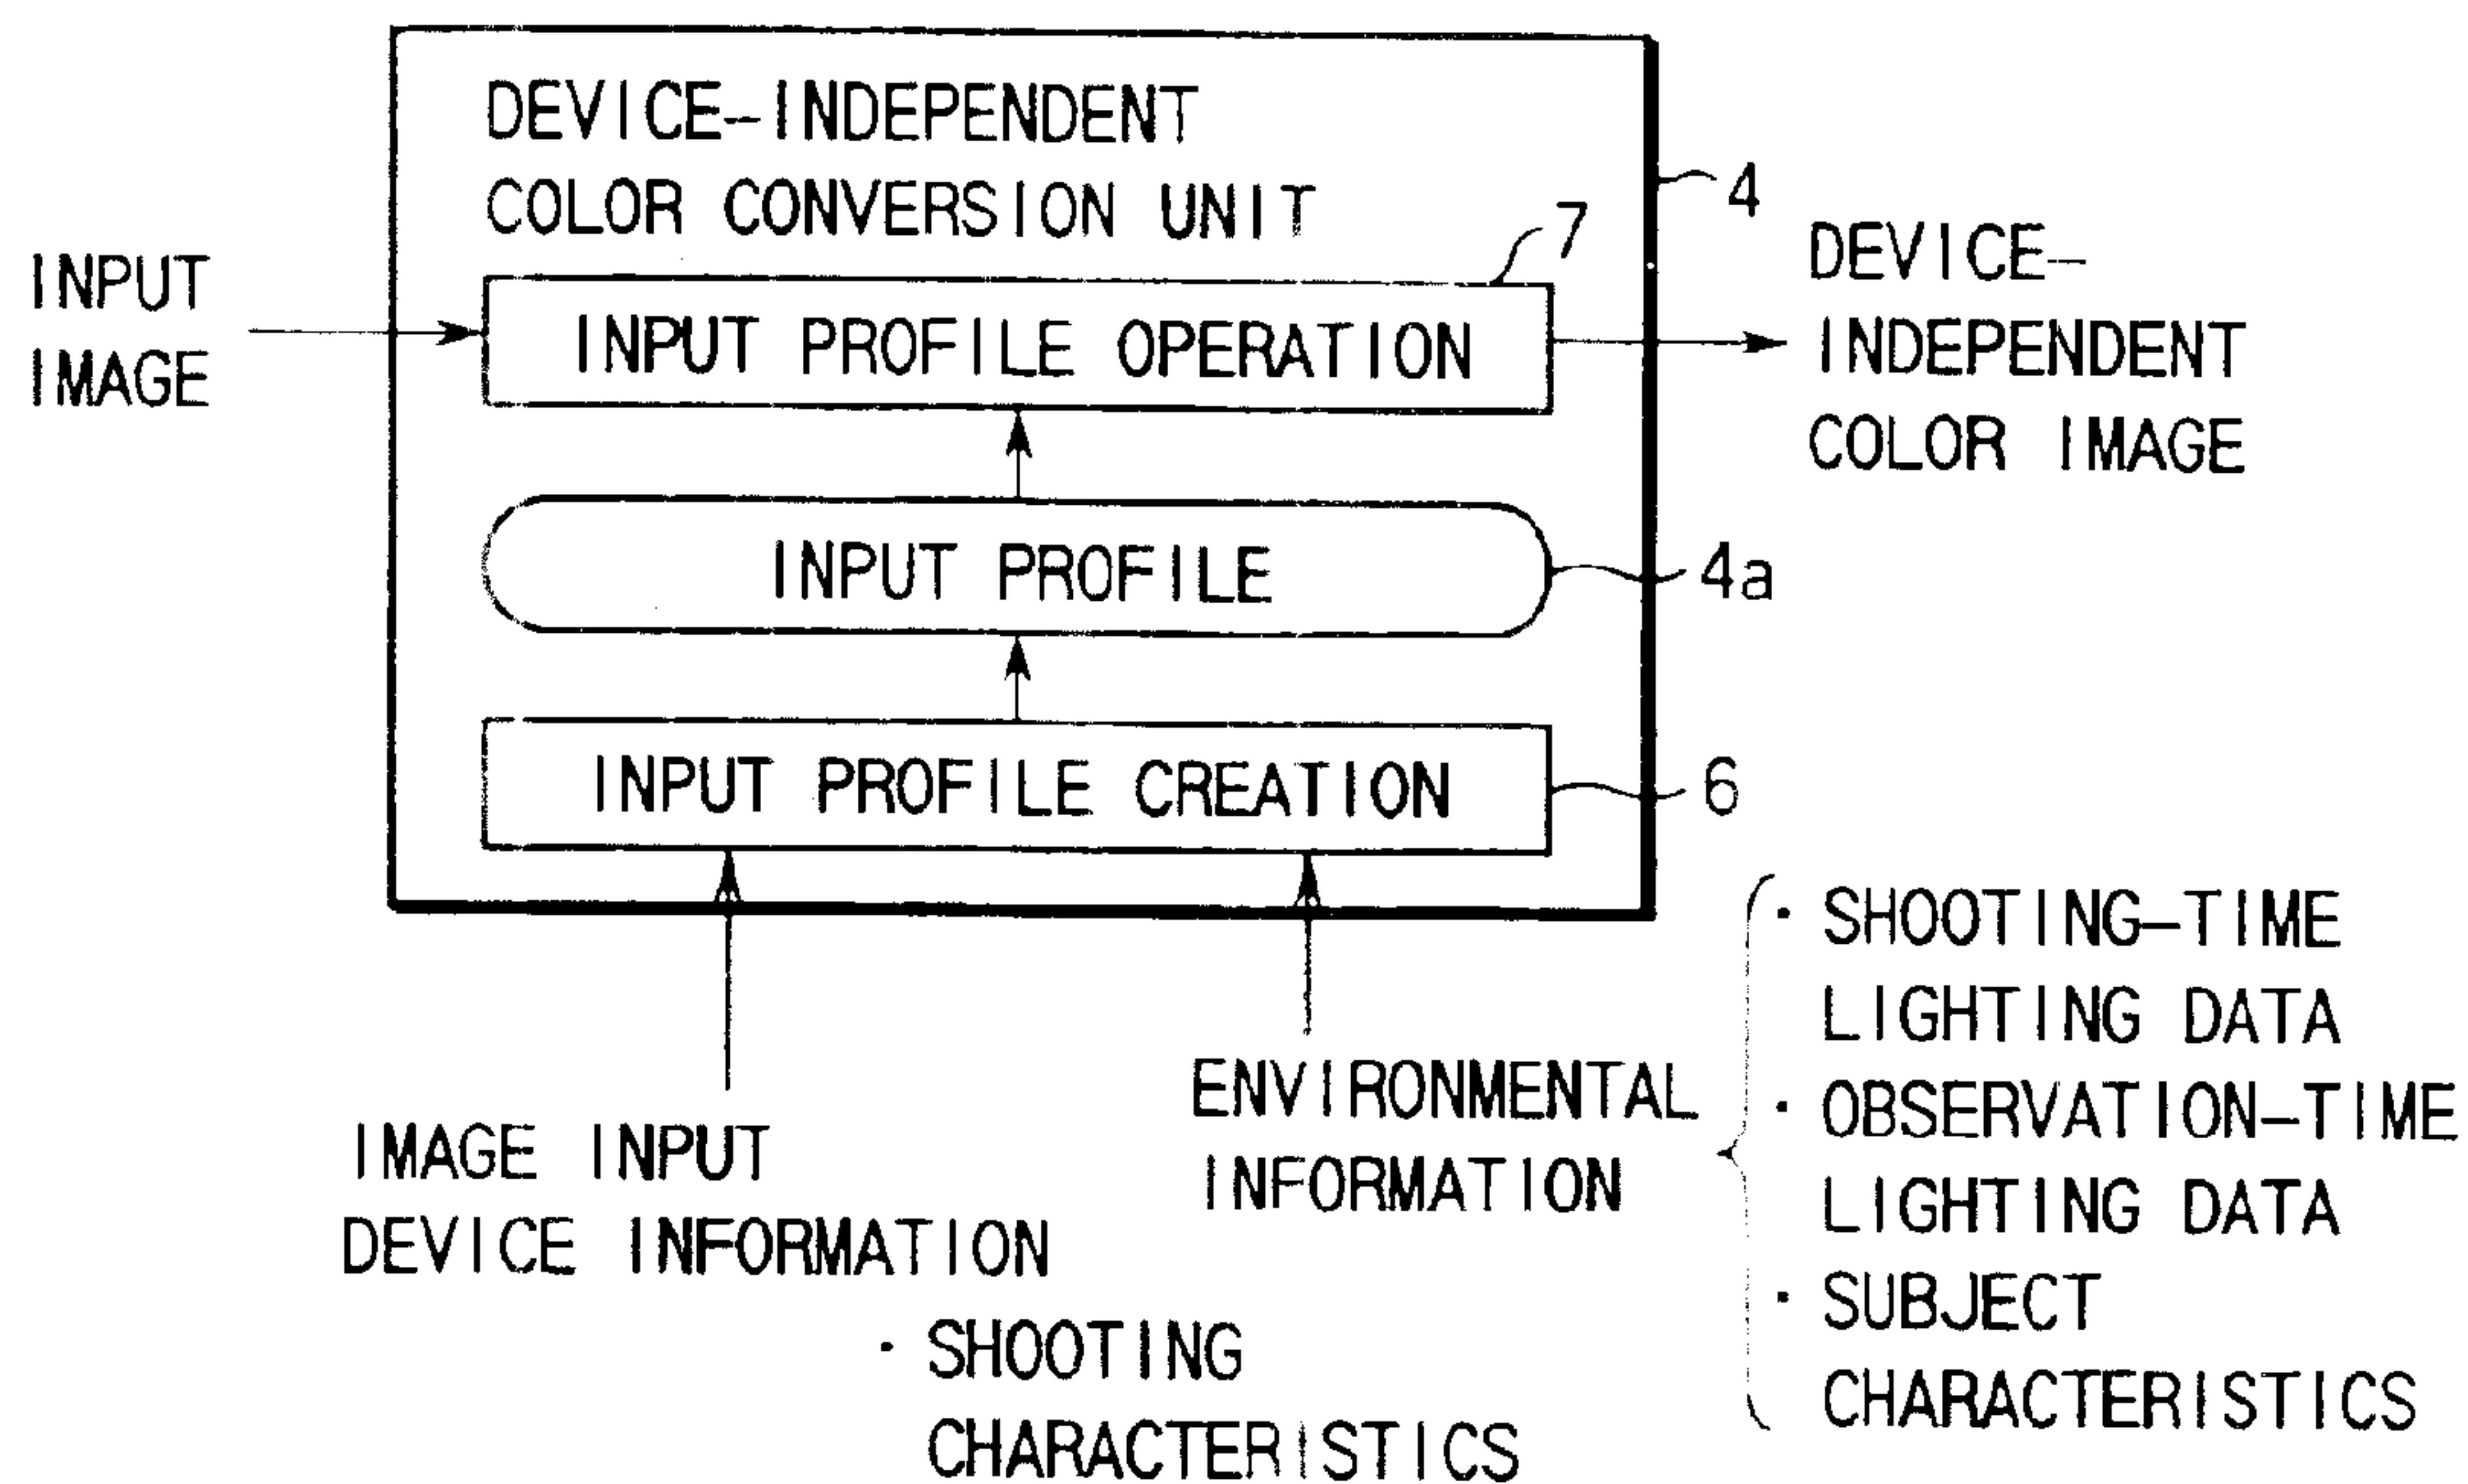 DEVICE-INDEPENDENT
COLOR CONVERSION UNIT
4
7
INPUT
IMAGE
INPUT PROFILE OPERATION
DEVICE-
INDEPENDENT
COLOR IMAGE
INPUT PROFILE
4a
INPUT PROFILE CREATION
6
IMAGE INPUT
DEVICE INFORMATION
· SHOOTING
CHARACTERISTICS
ENVIRONMENTAL
INFORMATION
· SHOOTING-TIME
LIGHTING DATA
· OBSERVATION-TIME
LIGHTING DATA
· SUBJECT
CHARACTERISTICS